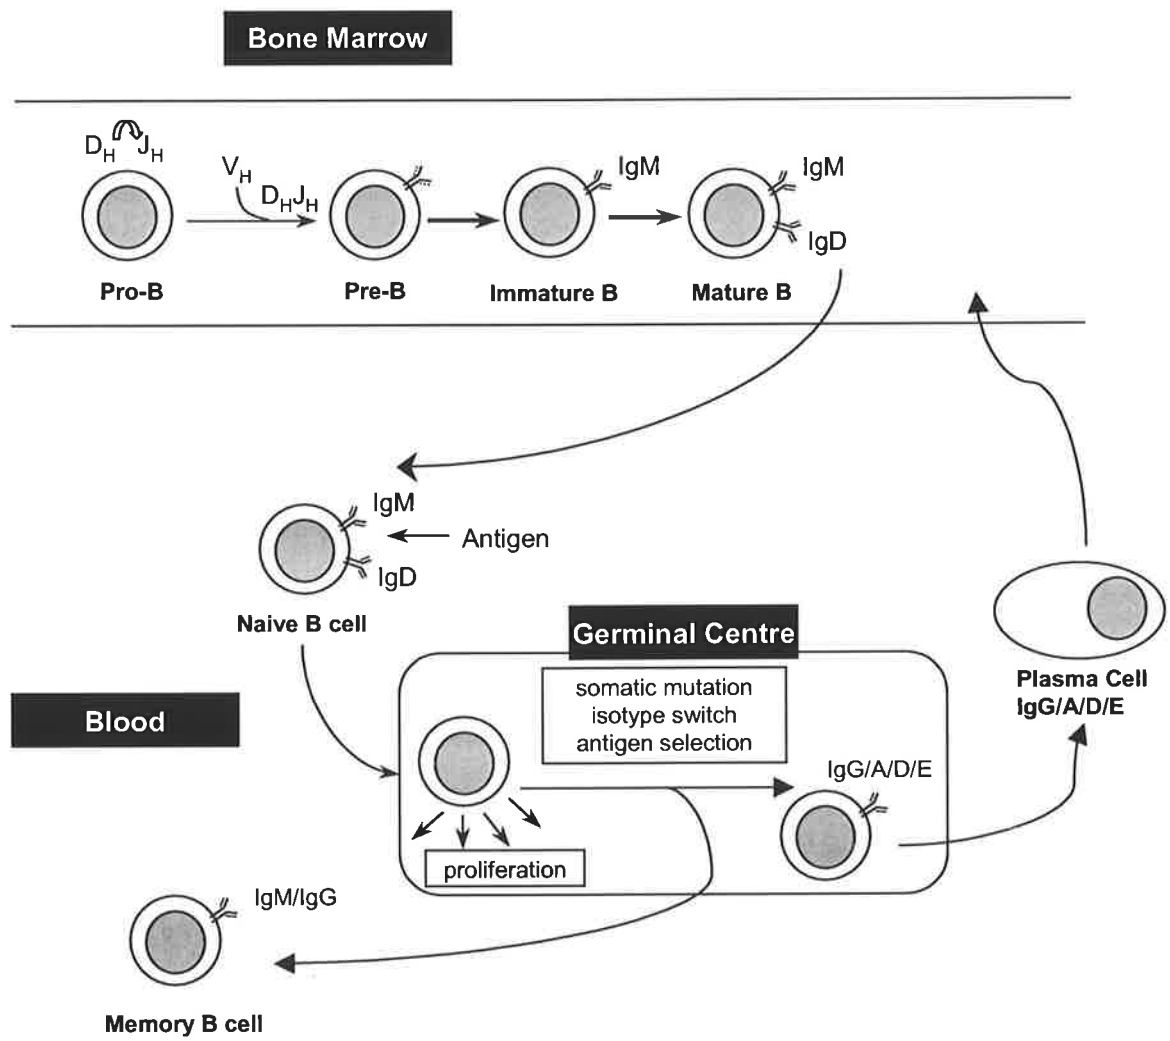 Bone Marrow
DH JH
VH
DHJH
IgM
IgM
IgD
Pro-B
Pre-B
Immature B
Mature B
IgM
Antigen
IgD
Naive B cell
Germinal Centre
somatic mutation
isotype switch
antigen selection
Plasma Cell
IgG/A/D/E
Blood
IgG/A/D/E
proliferation
IgM/IgG
Memory B cell